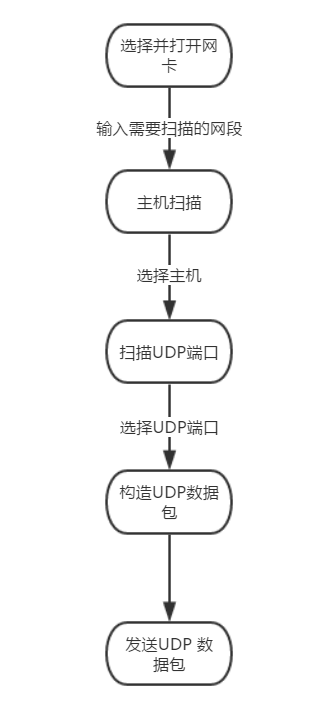 选择并打开网
卡
输入需要扫描的网段
主机扫描
选择主机
扫描UDP端口
选择UDP端口
构造UDP数据
包
发送UDP 数
据包